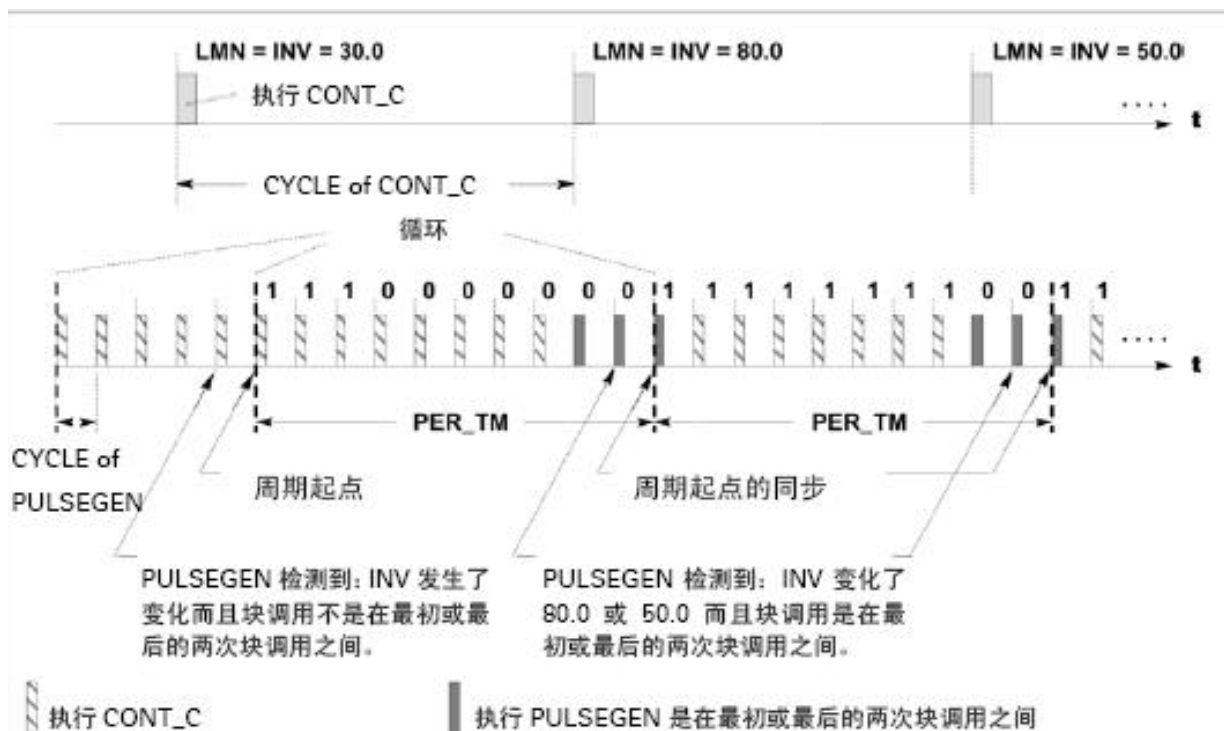 LMN = INV = 30.0
LMN = INV = 80.0
LMN = INV = 50.0
执行 CONT_C
....
t
CYCLE of CONT_C
循环
1 1 1 0 0 0 0 0 0 0 1 1 1 1 1 1 1 1 0 0 1 1
....
t
PER_TM
PER_TM
CYCLE of
PULSEGEN
周期起点
周期起点的同步
PULSEGEN 检测到：INV 发生了
变化而且块调用不是在最初或最
后的两次块调用之间。
PULSEGEN 检测到：INV 变化了
80.0 或 50.0 而且块调用是在最
初或最后的两次块调用之间。
执行 CONT_C
执行 PULSEGEN 是在最初或最后的两次块调用之间